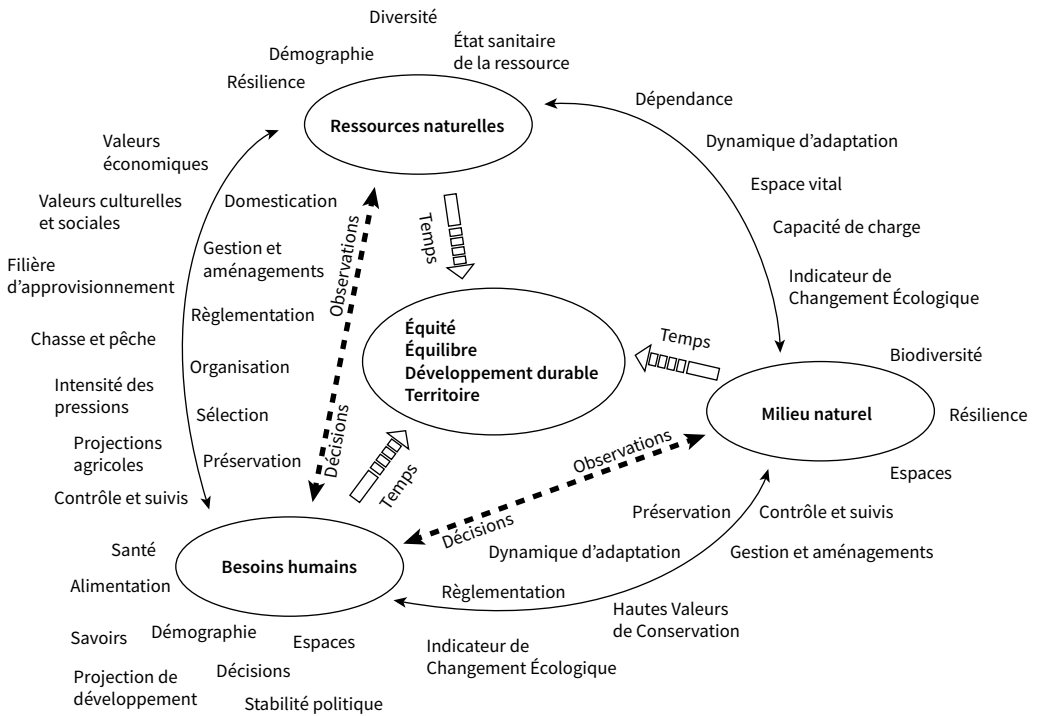 Diversité
Démographie
État sanitaire
de la ressource
Résilience
Ressources naturelles
Dépendance
Dynamique d'adaptation
Espace vital
Capacité de charge
Indicateur de
Changement Écologique
Valeurs
économiques
Valeurs culturelles
et sociales
Filière
d'approvisionnement
Chasse et pêche
Intensité des
pressions
Projections
agricoles
Contrôle et suivis
Domestication
Gestion et
aménagements
Règlementation
Organisation
Sélection
Préservation
Observations
Décisions
Temps
Équité
Équilibre
Développement durable
Territoire
Temps
Temps
Biodiversité
Milieu naturel
Résilience
Espaces
Observations
Décisions
Préservation
Contrôle et suivis
Dynamique d'adaptation
Gestion et aménagements
Règlementation
Hautes Valeurs
de Conservation
Indicateur de
Changement Écologique
Santé
Alimentation
Besoins humains
Savoirs
Démographie
Espaces
Projection de
développement
Décisions
Stabilité politique